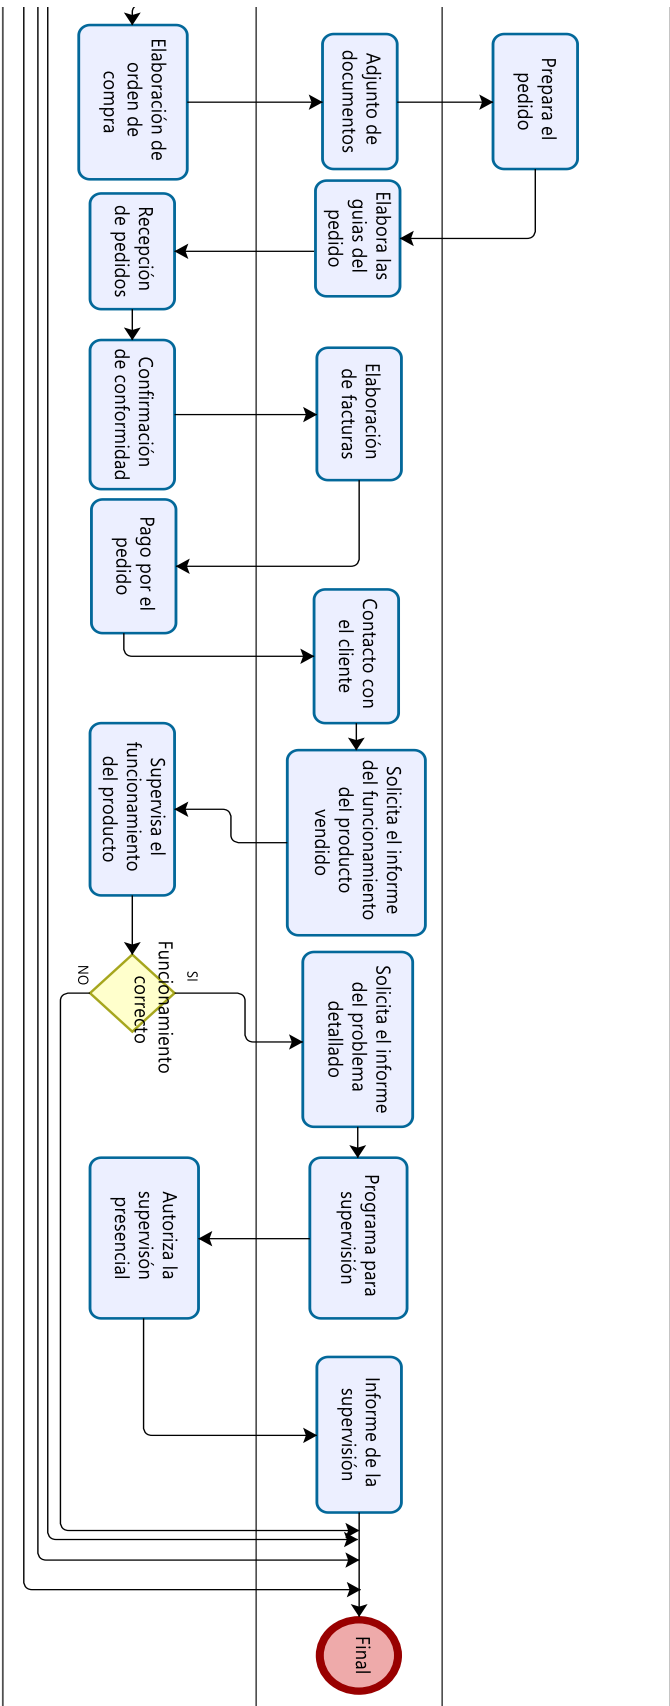 Elaboración de
orden de
compra
Adjunto de
documentos
Prepara el
pedido
Elabora las
guias del
pedido
Recepción
de pedidos
Confirmación
de conformidad
Elaboración
de facturas
Pago por el
pedido
Contacto con
el cliente
Solicita el informe
del funcionamiento
del producto
vendido
Supervisa el
funcionamiento
del producto
Funcionamiento
correcto
SI
NO
Solicita el informe
del problema
detallado
Programa para
supervisión
Autoriza la
supervisón
presencial
Informe de la
supervisión
Final